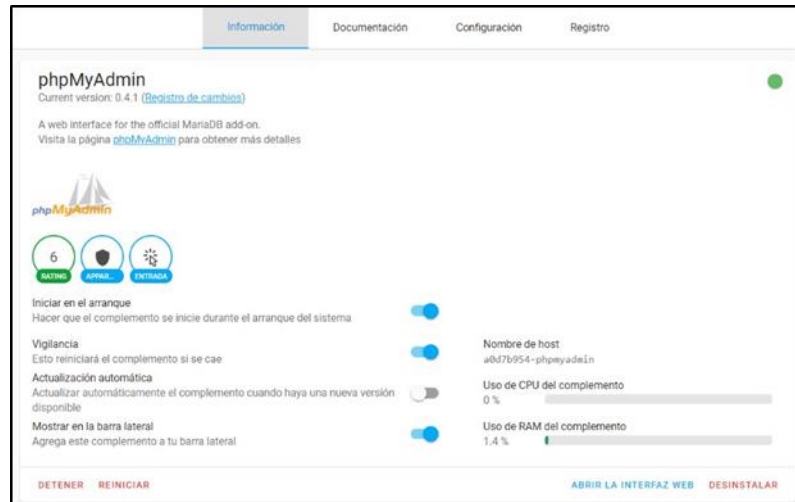 Información Documentación Configuración Registro
phpMyAdmin
Current version: 0.4.1 (Registro de cambios)
A web interface for the official MariaDB add-on.
Visita la página phpMyAdmin para obtener más detalles
phpMyAdmin
6
RATING APPAR... ENTRADA
Iniciar en el arranque
Hacer que el complemento se inicie durante el arranque del sistema
Vigilancia
Esto reiniciará el complemento si se cae
Actualización automática
Actualizar automáticamente el complemento cuando haya una nueva versión
disponible
Mostrar en la barra lateral
Agrega este complemento a tu barra lateral
Nombre de host
a0d7b954-phpmyadmin
Uso de CPU del complemento
0 %
Uso de RAM del complemento
1.4 %
DETENER REINICIAR ABRIR LA INTERFAZ WEB DESINSTALAR